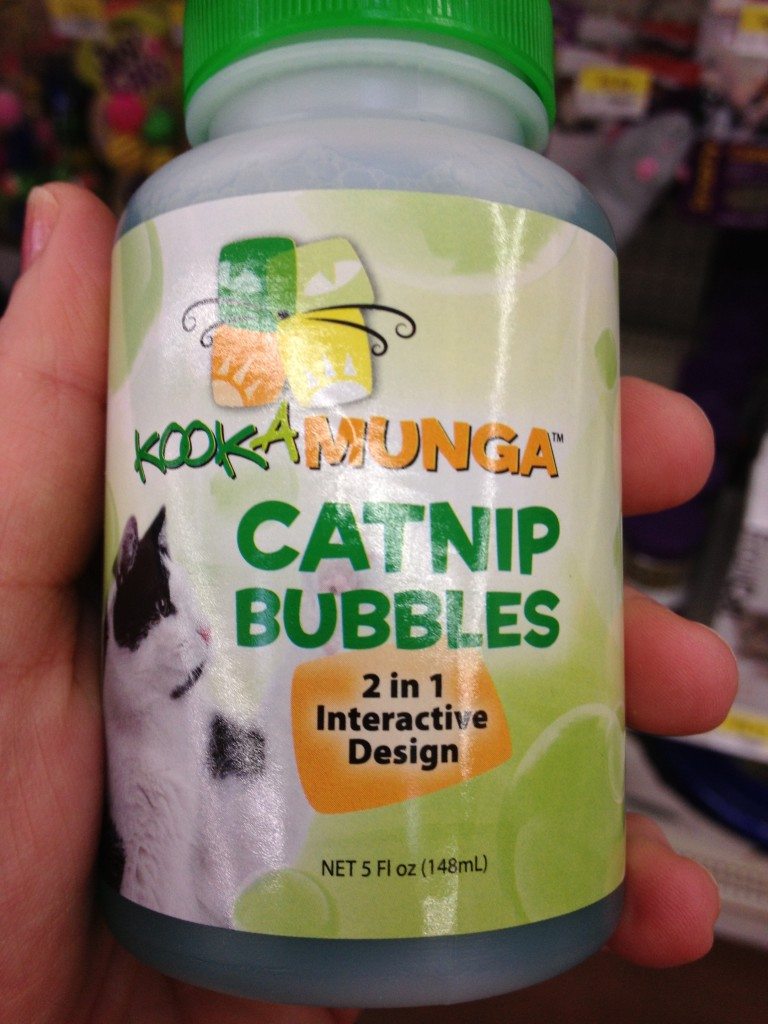 KOOKAMUNGA™
CATNIP
BUBBLES
2 in 1
Interactive
Design
NET 5 Fl oz (148mL)